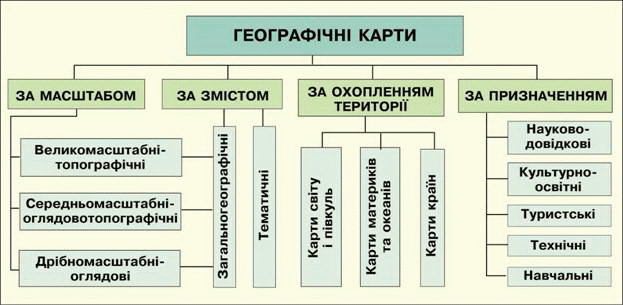 ГЕОГРАФІЧНІ КАРТИ
ЗА МАСШТАБОМ
ЗА ЗМІСТОМ
ЗА ОХОПЛЕННЯМ
ТЕРИТОРІЇ
ЗА ПРИЗНАЧЕННЯМ
Великомасштабні-
топографічні
Середньомасштабні-
оглядовотопографічні
Дрібномасштабні-
оглядові
Загальногеографічні
Тематичні
Карти світу
і півкуль
Карти материків
та океанів
Карти країн
Науково-
довідкові
Культурно-
освітні
Туристські
Технічні
Навчальні